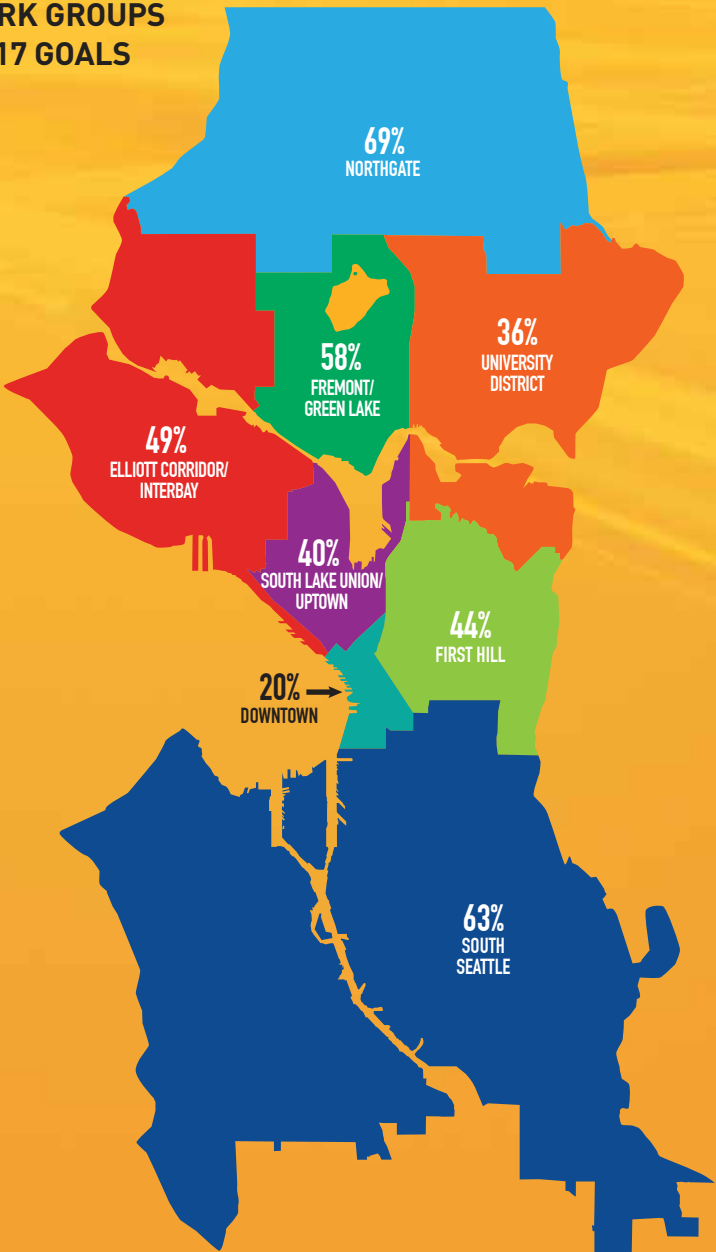 RK GROUPS
17 GOALS
69%
NORTHGATE
36%
UNIVERSITY
DISTRICT
58%
FREMONT/
GREEN LAKE
49%
ELLIOTT CORRIDOR/
INTERBAY
40%
SOUTH LAKE UNION/
UPTOWN
44%
FIRST HILL
20%
DOWNTOWN
63%
SOUTH
SEATTLE